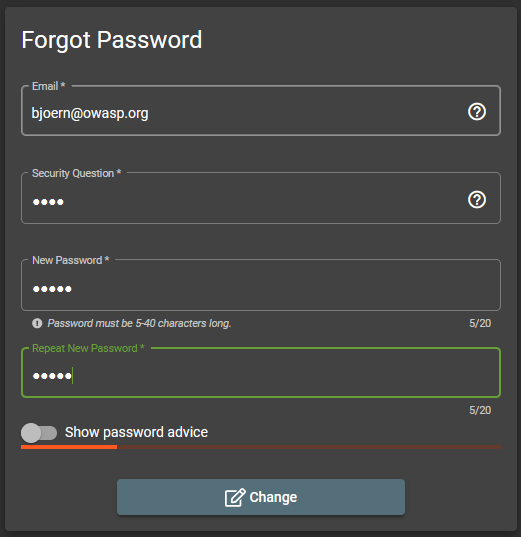 Forgot Password
Email *
bjoern@owasp.org
Security Question *
••••
New Password *
•••••
Password must be 5-40 characters long.
5/20
Repeat New Password *
•••••
5/20
Show password advice
Change